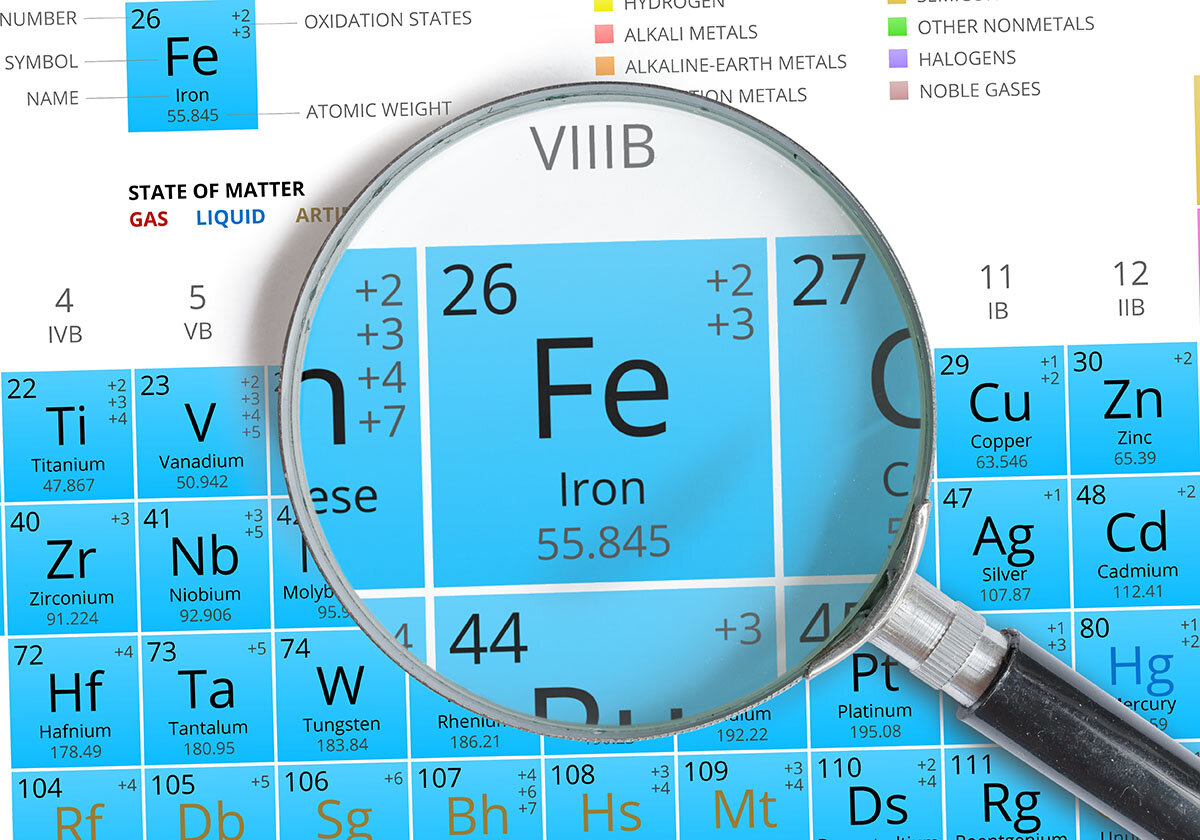 NUMBER
SYMBOL
NAME
26 +2
+3
Fe
Iron
55.845
OXIDATION STATES
ATOMIC WEIGHT
HYDROGEN
ALKALI METALS
ALKALINE-EARTH METALS
METALS
OTHER NONMETALS
HALOGENS
NOBLE GASES
STATE OF MATTER
GAS LIQUID
4
IVB
5
VB
VIIIB
11
IB
12
IIB
22 +2
+3
+4
Ti
Titanium
47.867
23 +2
+3
+4
+5
V
Vanadium
50.942
+2
+3
+4
+7
26 +2
+3
Fe
Iron
55.845
27
29 +1
+2
Cu
Copper
63.546
30 +2
Zn
Zinc
65.39
40 +3
Zr
Zirconium
91.224
41 +3
+5
Nb
Niobium
92.906
44 +3
47 +1
Ag
Silver
107.87
48 +2
Cd
Cadmium
112.41
72 +4
Hf
Hafnium
178.49
73 +5
Ta
Tantalum
180.95
74
W
Tungsten
183.84
Rhenium
186.21
192.22
Pt
Platinum
195.08
+1
+3
80 +1
Hg
Mercury
104 +4
Rf
105 +5
Db
106 +6
Sg
107 +4
+6
+7
Bh
108 +3
+4
Hs
109 +3
+4
Mt
110 +2
+4
Ds
111
Rg